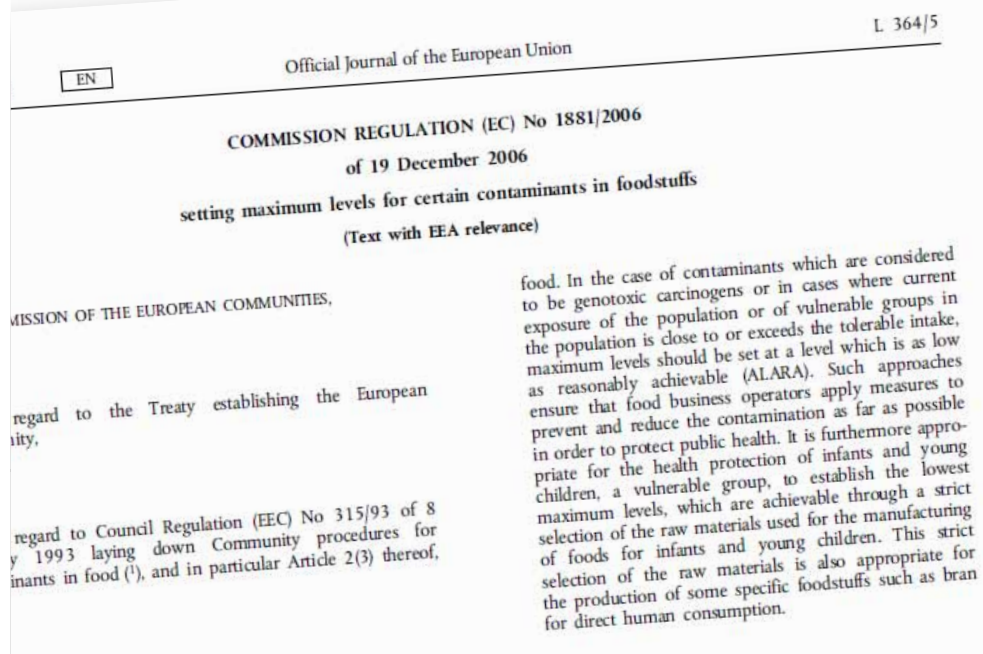 L 364/5
EN
Official Journal of the European Union
COMMISSION REGULATION (EC) No 1881/2006
of 19 December 2006
setting maximum levels for certain contaminants in foodstuffs
(Text with EEA relevance)
MISSION OF THE EUROPEAN COMMUNITIES,
regard to the Treaty establishing the European
ity,
regard to Council Regulation (EEC) No 315/93 of 8
y 1993 laying down Community procedures for
inants in food (¹), and in particular Article 2(3) thereof,
food. In the case of contaminants which are considered
to be genotoxic carcinogens or in cases where current
exposure of the population or of vulnerable groups in
the population is close to or exceeds the tolerable intake,
maximum levels should be set at a level which is as low
as reasonably achievable (ALARA). Such approaches
ensure that food business operators apply measures to
prevent and reduce the contamination as far as possible
in order to protect public health. It is furthermore appro-
priate for the health protection of infants and young
children, a vulnerable group, to establish the lowest
maximum levels, which are achievable through a strict
selection of the raw materials used for the manufacturing
of foods for infants and young children. This strict
selection of the raw materials is also appropriate for
the production of some specific foodstuffs such as bran
for direct human consumption.